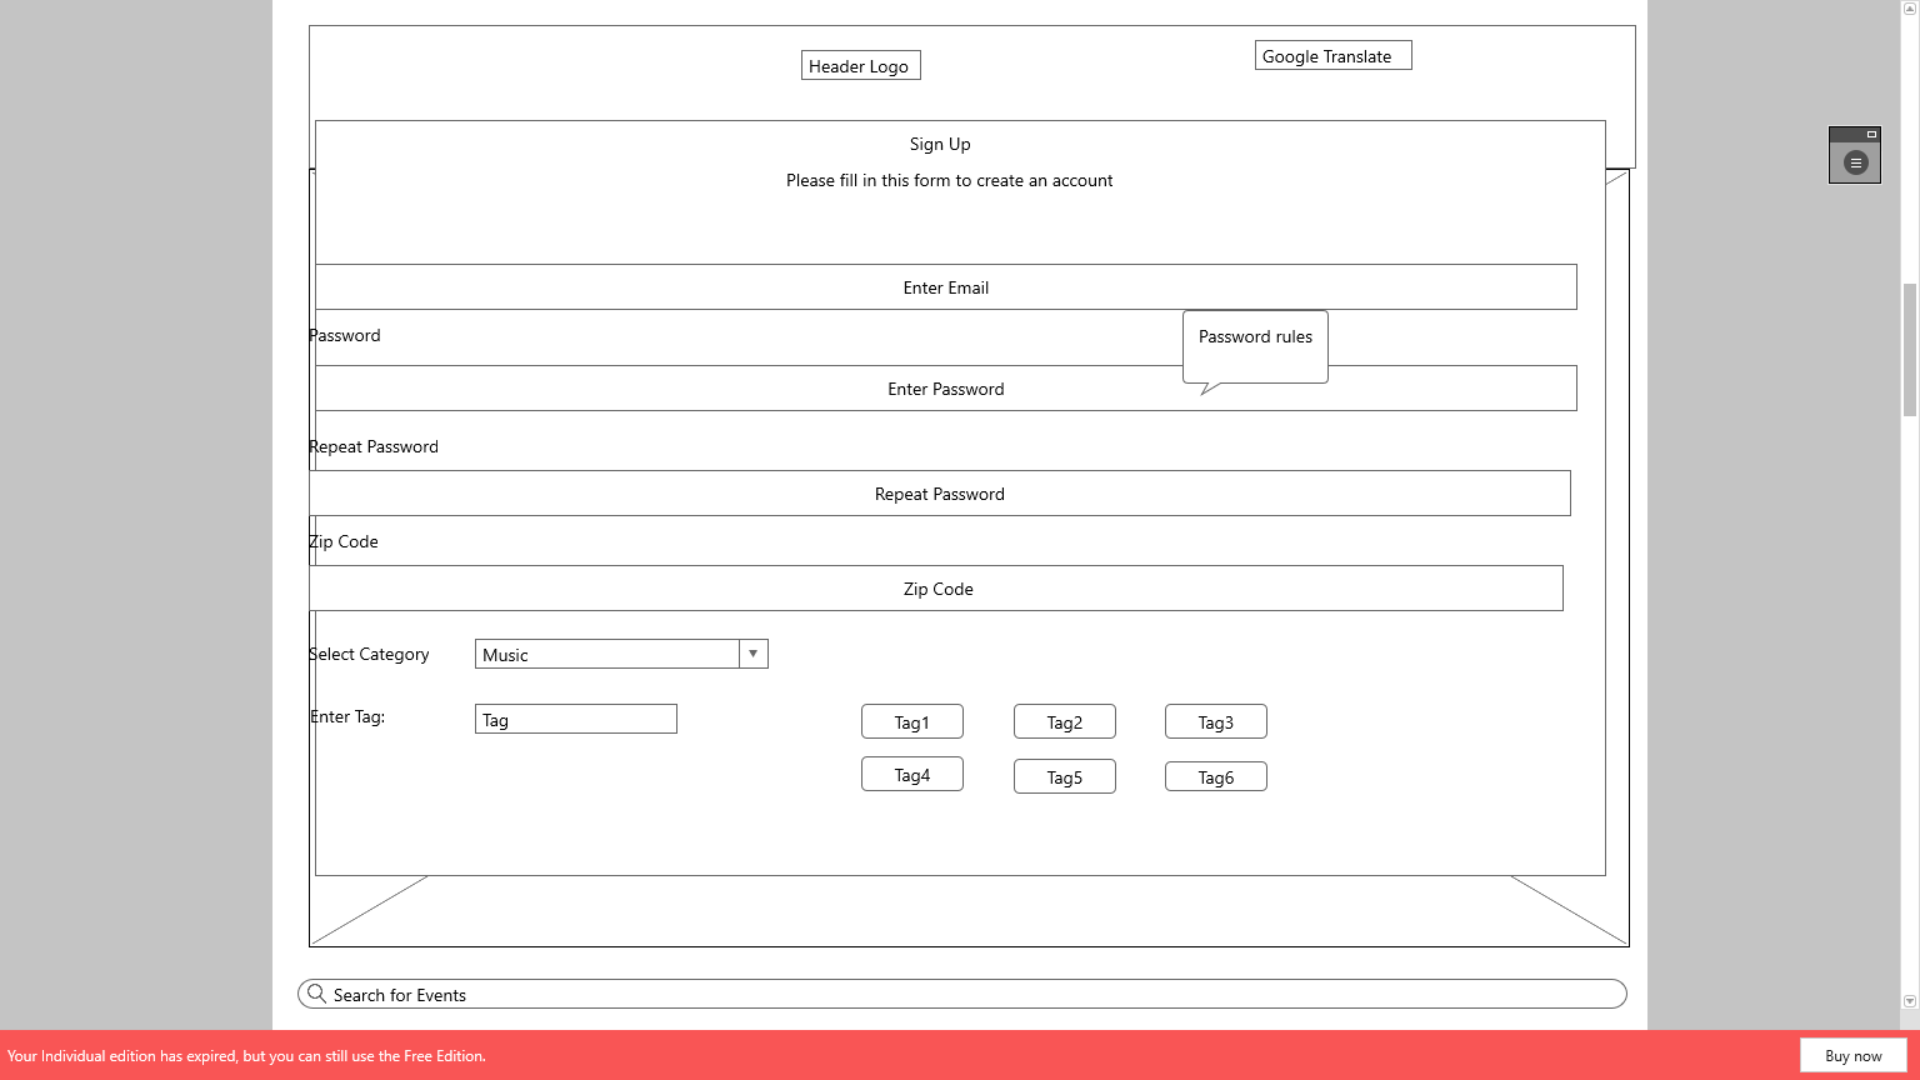 Header Logo
Google Translate
Sign Up
Please fill in this form to create an account
Enter Email
Password
Password rules
Enter Password
Repeat Password
Repeat Password
Zip Code
Zip Code
Select Category
Music
Enter Tag:
Tag
Tag1
Tag2
Tag3
Tag4
Tag5
Tag6
Search for Events
Your Individual edition has expired, but you can still use the Free Edition.
Buy now